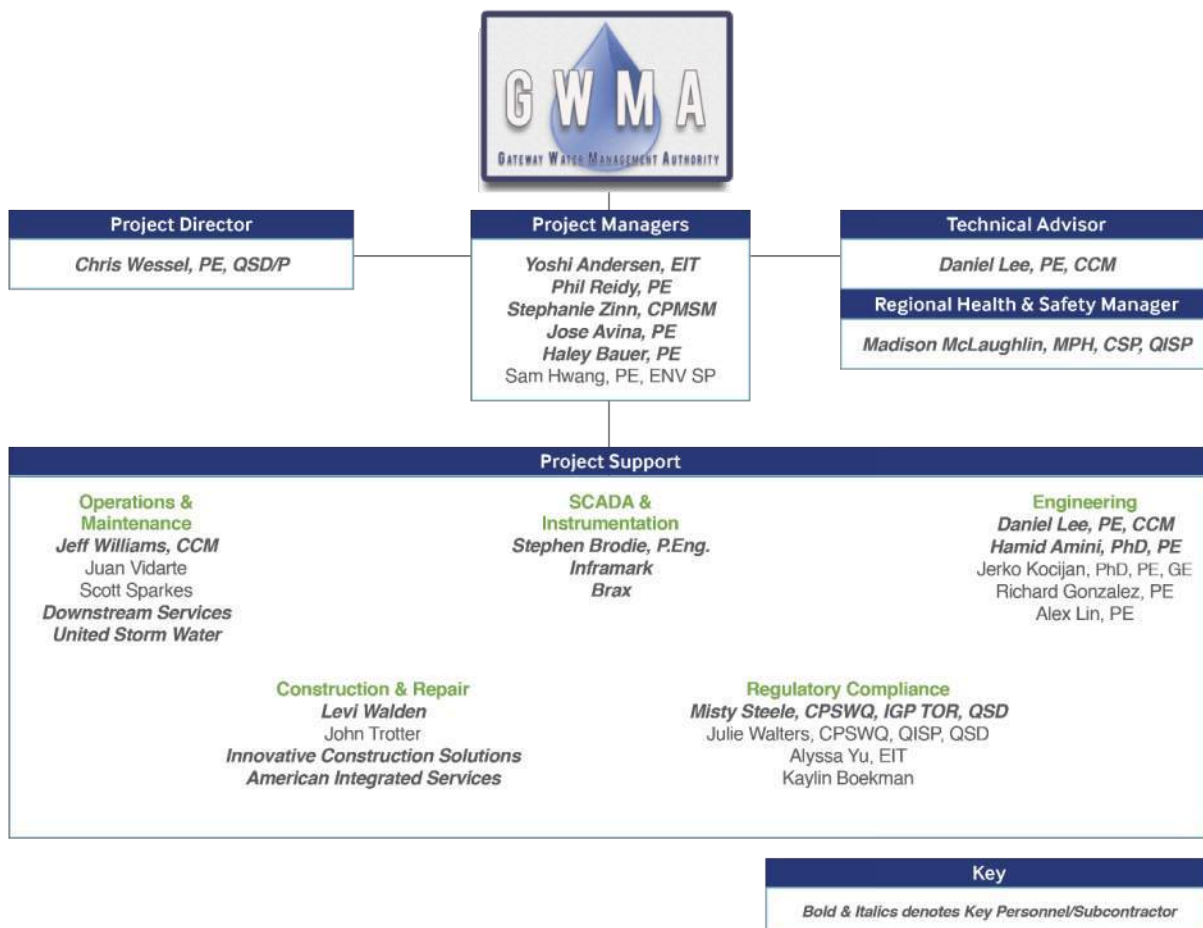 GWMA
GATEWAY WATER MANAGEMENT AUTHORITY
Project Director
Chris Wessel, PE, QSD/P
Project Managers
Yoshi Andersen, EIT
Phil Reidy, PE
Stephanie Zinn, CPMSM
Jose Avina, PE
Haley Bauer, PE
Sam Hwang, PE, ENV SP
Technical Advisor
Daniel Lee, PE, CCM
Regional Health & Safety Manager
Madison McLaughlin, MPH, CSP, QISP
Project Support
Operations &
Maintenance
Jeff Williams, CCM
Juan Vidarte
Scott Sparkes
Downstream Services
United Storm Water
SCADA &
Instrumentation
Stephen Brodie, P.Eng.
Inframark
Brax
Engineering
Daniel Lee, PE, CCM
Hamid Amini, PhD, PE
Jerko Kocijan, PhD, PE, GE
Richard Gonzalez, PE
Alex Lin, PE
Construction & Repair
Levi Walden
John Trotter
Innovative Construction Solutions
American Integrated Services
Regulatory Compliance
Misty Steele, CPSWQ, IGP TOR, QSD
Julie Walters, CPSWQ, QISP, QSD
Alyssa Yu, EIT
Kaylin Boekman
Key
Bold & Italics denotes Key Personnel/Subcontractor